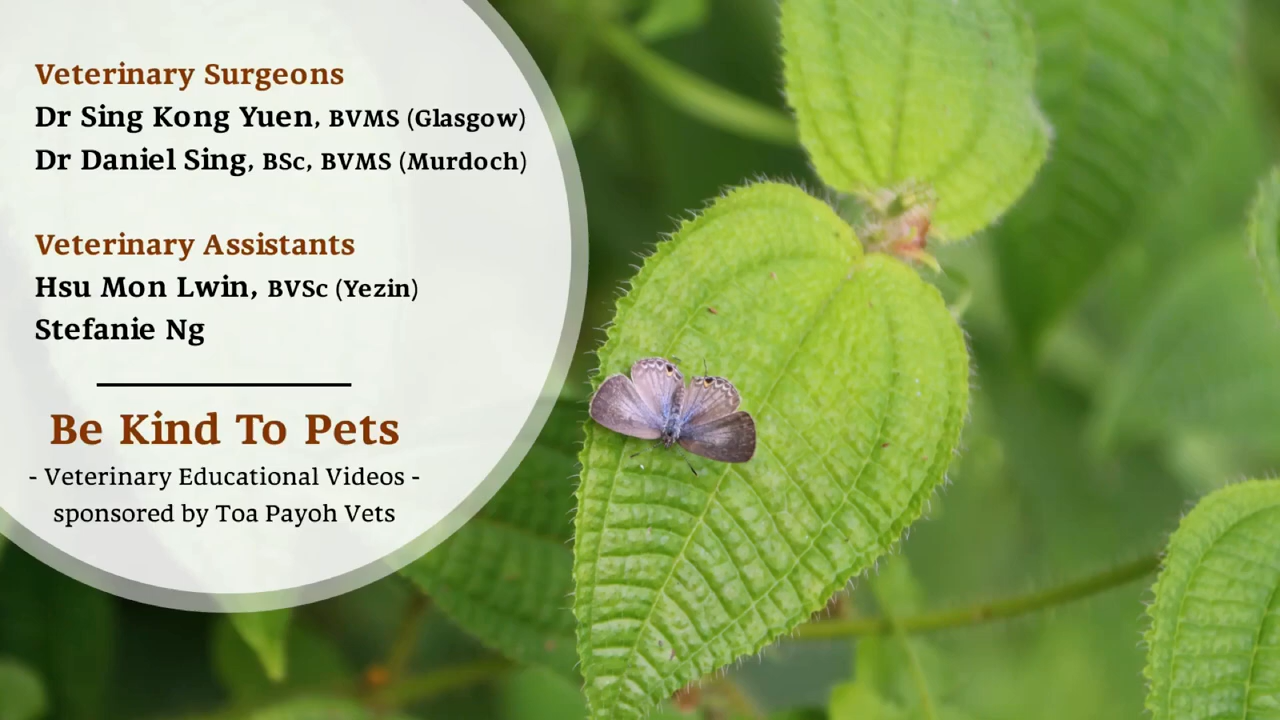 Veterinary Surgeons
Dr Sing Kong Yuen, BVMS (Glasgow)
Dr Daniel Sing, BSc, BVMS (Murdoch)
Veterinary Assistants
Hsu Mon Lwin, BVSc (Yezin)
Stefanie Ng
Be Kind To Pets
- Veterinary Educational Videos -
sponsored by Toa Payoh Vets